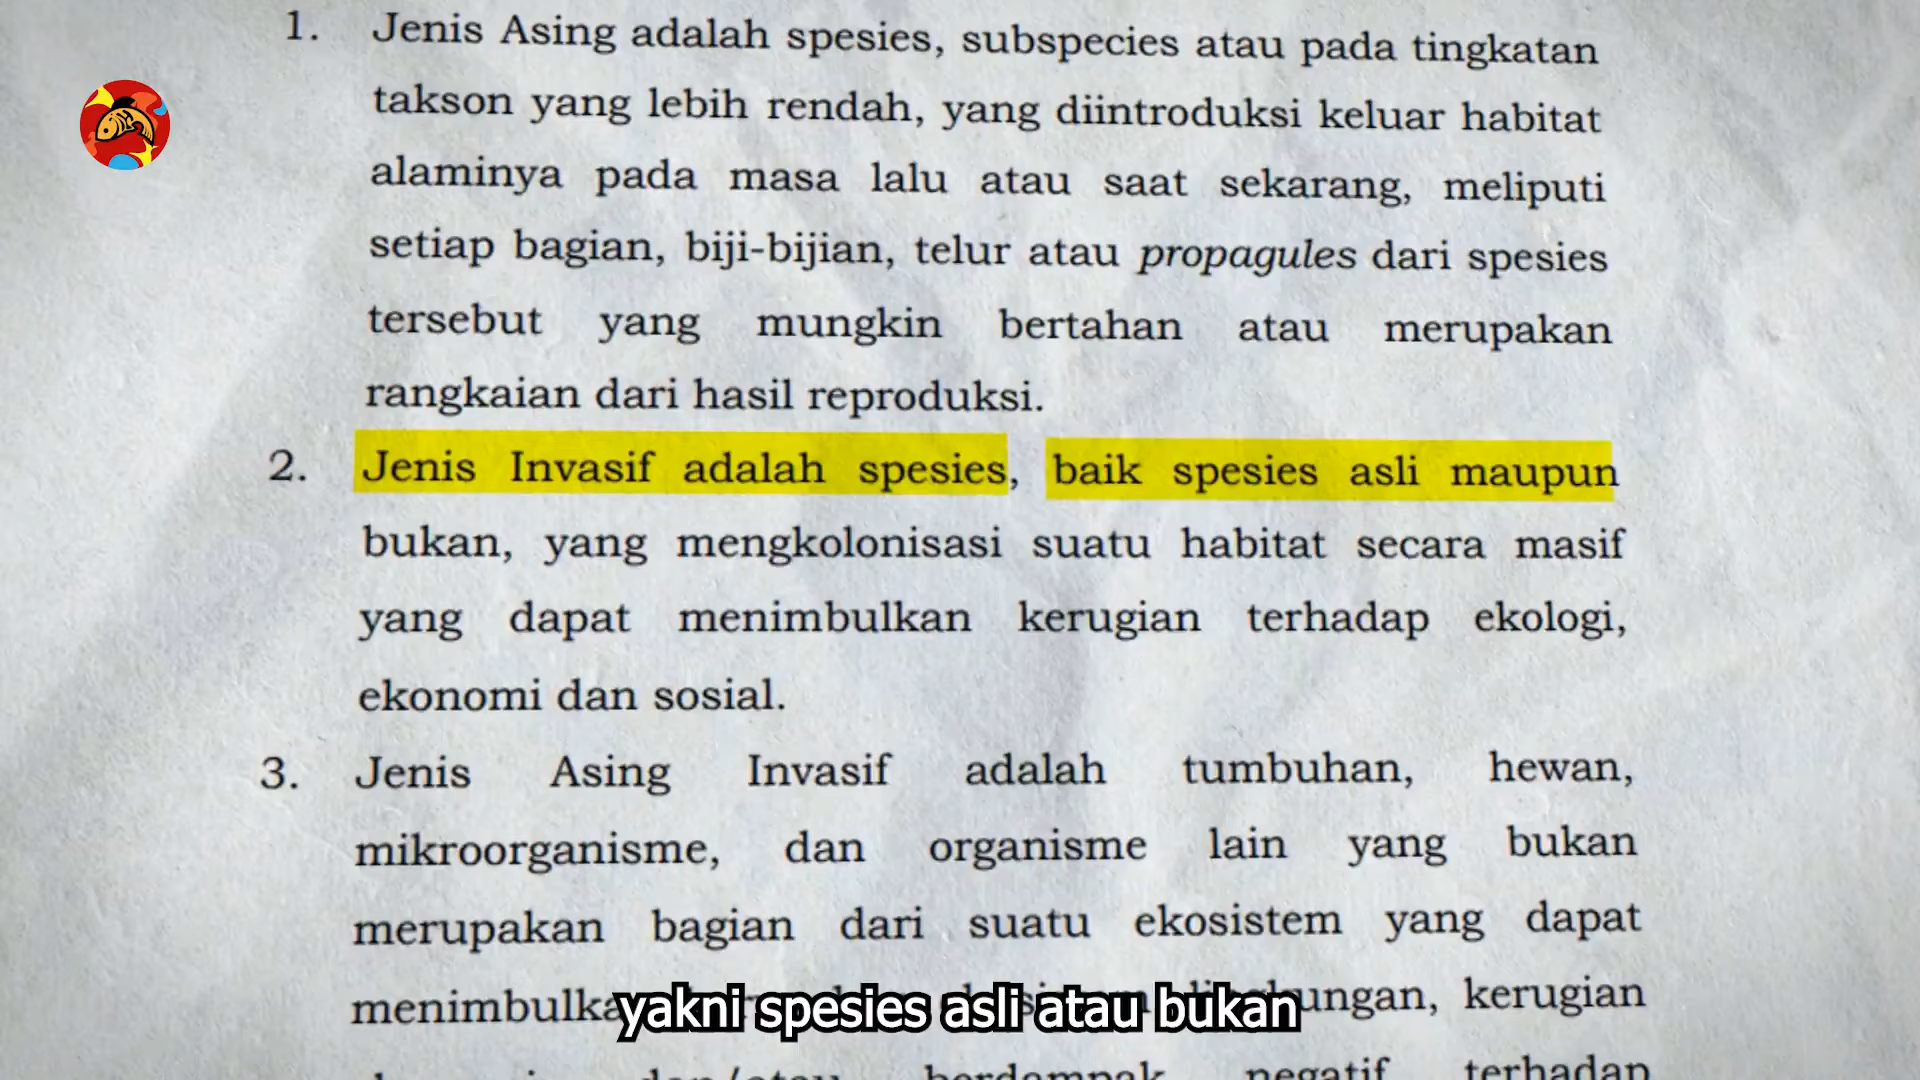 1. Jenis Asing adalah spesies, subspecies atau pada tingkatan
takson yang lebih rendah, yang diintroduksi keluar habitat
alaminya pada masa lalu atau saat sekarang, meliputi
setiap bagian, biji-bijian, telur atau propagules dari spesies
tersebut yang mungkin bertahan atau merupakan
rangkaian dari hasil reproduksi.
2. Jenis Invasif adalah spesies, baik spesies asli maupun
bukan, yang mengkolonisasi suatu habitat secara masif
yang dapat menimbulkan kerugian terhadap ekologi,
ekonomi dan sosial.
3. Jenis Asing Invasif adalah tumbuhan, hewan,
mikroorganisme, dan organisme lain yang bukan
merupakan bagian dari suatu ekosistem yang dapat
kerugian
yakni spesies asli atau bukan
berdampak negatif terhadap